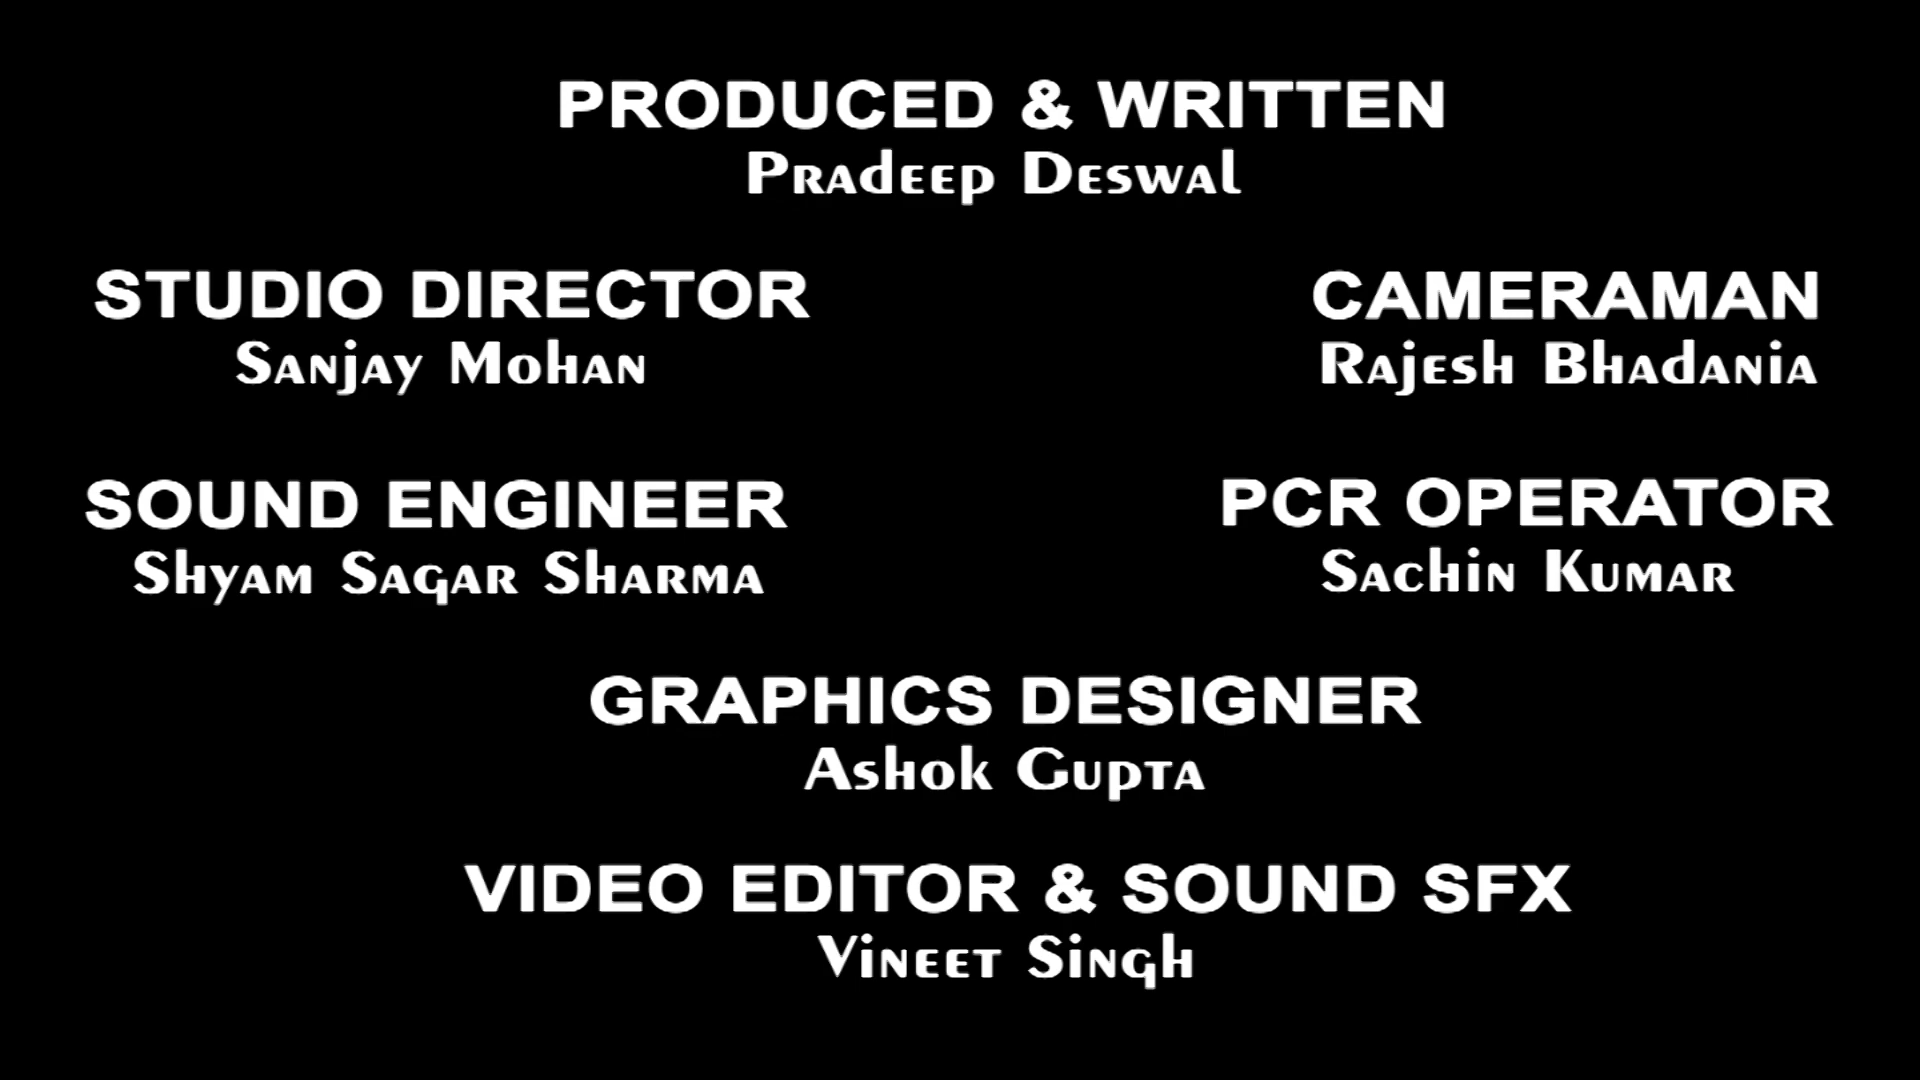 PRODUCED & WRITTEN
Pradeep Deswal
STUDIO DIRECTOR
Sanjay Mohan
CAMERAMAN
Rajesh Bhadania
SOUND ENGINEER
Shyam Sagar Sharma
PCR OPERATOR
Sachin Kumar
GRAPHICS DESIGNER
Ashok Gupta
VIDEO EDITOR & SOUND SFX
Vineet Singh